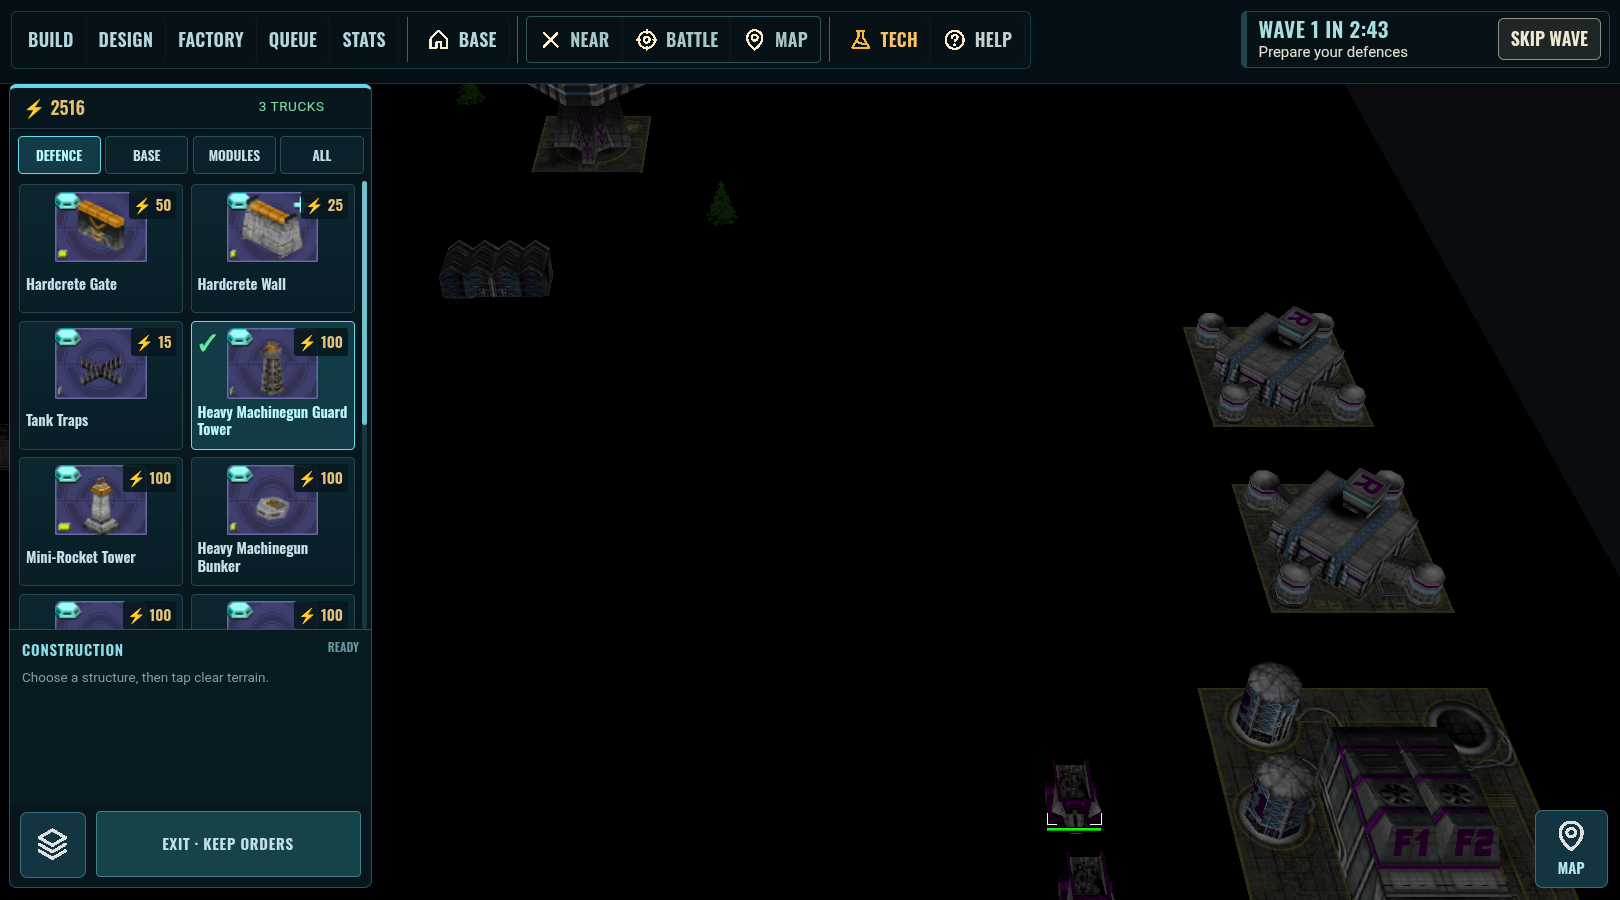 BUILD DESIGN FACTORY QUEUE STATS BASE NEAR BATTLE MAP TECH HELP
WAVE 1 IN 2:43
Prepare your defences
SKIP WAVE
2516
3 TRUCKS
DEFENCE BASE MODULES ALL
50
Hardcrete Gate
25
Hardcrete Wall
15
Tank Traps
100
Heavy Machinegun Guard
Tower
100
Mini-Rocket Tower
100
Heavy Machinegun
Bunker
100
100
CONSTRUCTION
READY
Choose a structure, then tap clear terrain.
EXIT · KEEP ORDERS
R
R
F1 F2
MAP